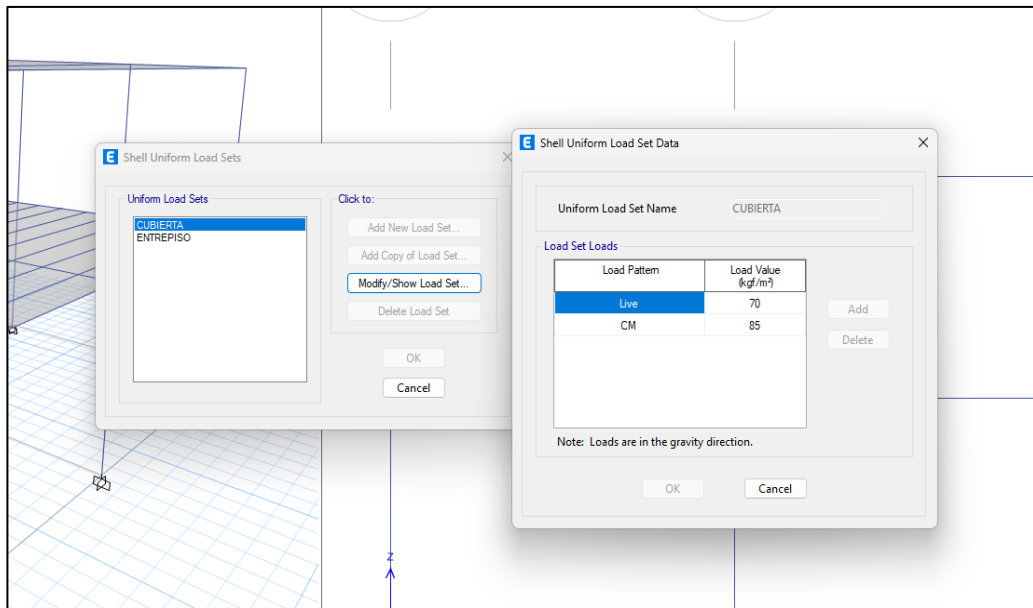 Shell Uniform Load Sets
Uniform Load Sets
CUBIERTA
ENTREPISO
Click to:
Add New Load Set...
Add Copy of Load Set...
Modify/Show Load Set...
Delete Load Set
OK
Cancel
Shell Uniform Load Set Data
Uniform Load Set Name CUBIERTA
Load Set Loads
Load Pattern Load Value
(kgf/m²)
Live 70
CM 85
Add
Delete
Note: Loads are in the gravity direction.
OK Cancel
Z